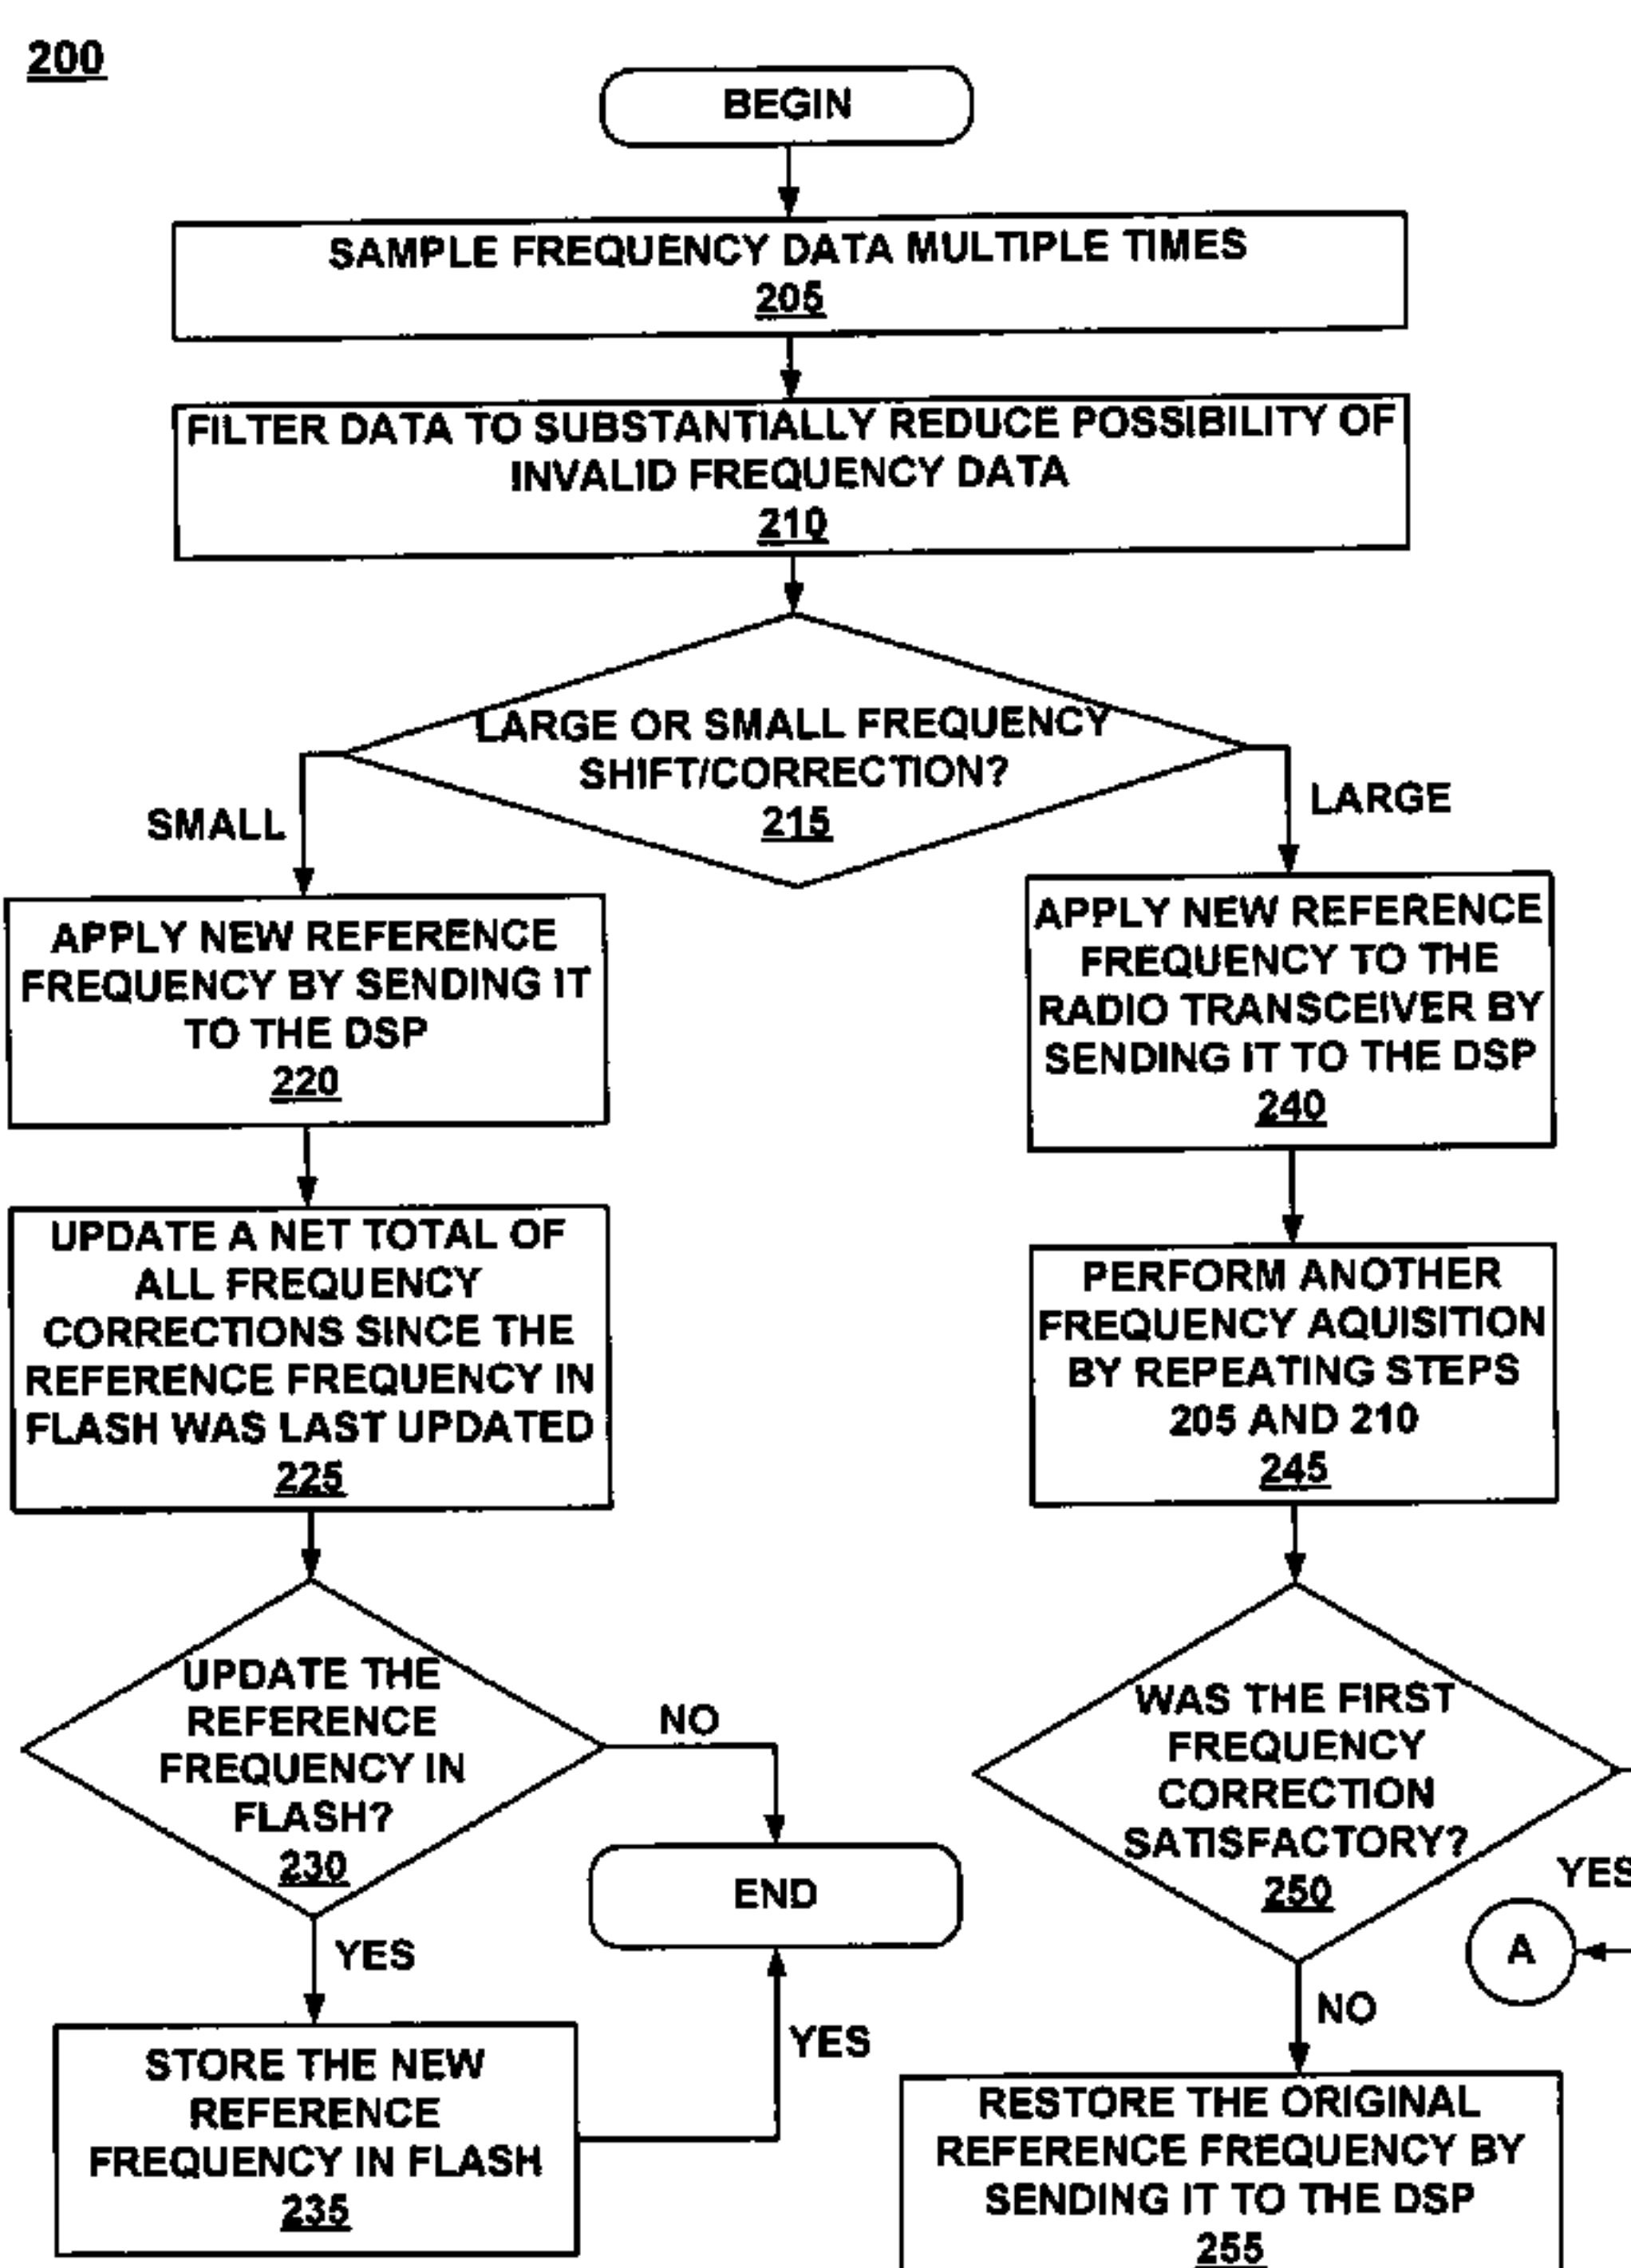 200
BEGIN
SAMPLE FREQUENCY DATA MULTIPLE TIMES
205
FILTER DATA TO SUBSTANTIALLY REDUCE POSSIBILITY OF
INVALID FREQUENCY DATA
210
LARGE OR SMALL FREQUENCY
SHIFT/CORRECTION?
215
SMALL
LARGE
APPLY NEW REFERENCE
FREQUENCY BY SENDING IT
TO THE DSP
220
UPDATE A NET TOTAL OF
ALL FREQUENCY
CORRECTIONS SINCE THE
REFERENCE FREQUENCY IN
FLASH WAS LAST UPDATED
225
UPDATE THE
REFERENCE
FREQUENCY IN
FLASH?
230
NO
END
YES
STORE THE NEW
REFERENCE
FREQUENCY IN FLASH
235
YES
APPLY NEW REFERENCE
FREQUENCY TO THE
RADIO TRANSCEIVER BY
SENDING IT TO THE DSP
240
PERFORM ANOTHER
FREQUENCY AQUISITION
BY REPEATING STEPS
205 AND 210
245
WAS THE FIRST
FREQUENCY
CORRECTION
SATISFACTORY?
250
YES
A
NO
RESTORE THE ORIGINAL
REFERENCE FREQUENCY BY
SENDING IT TO THE DSP
255